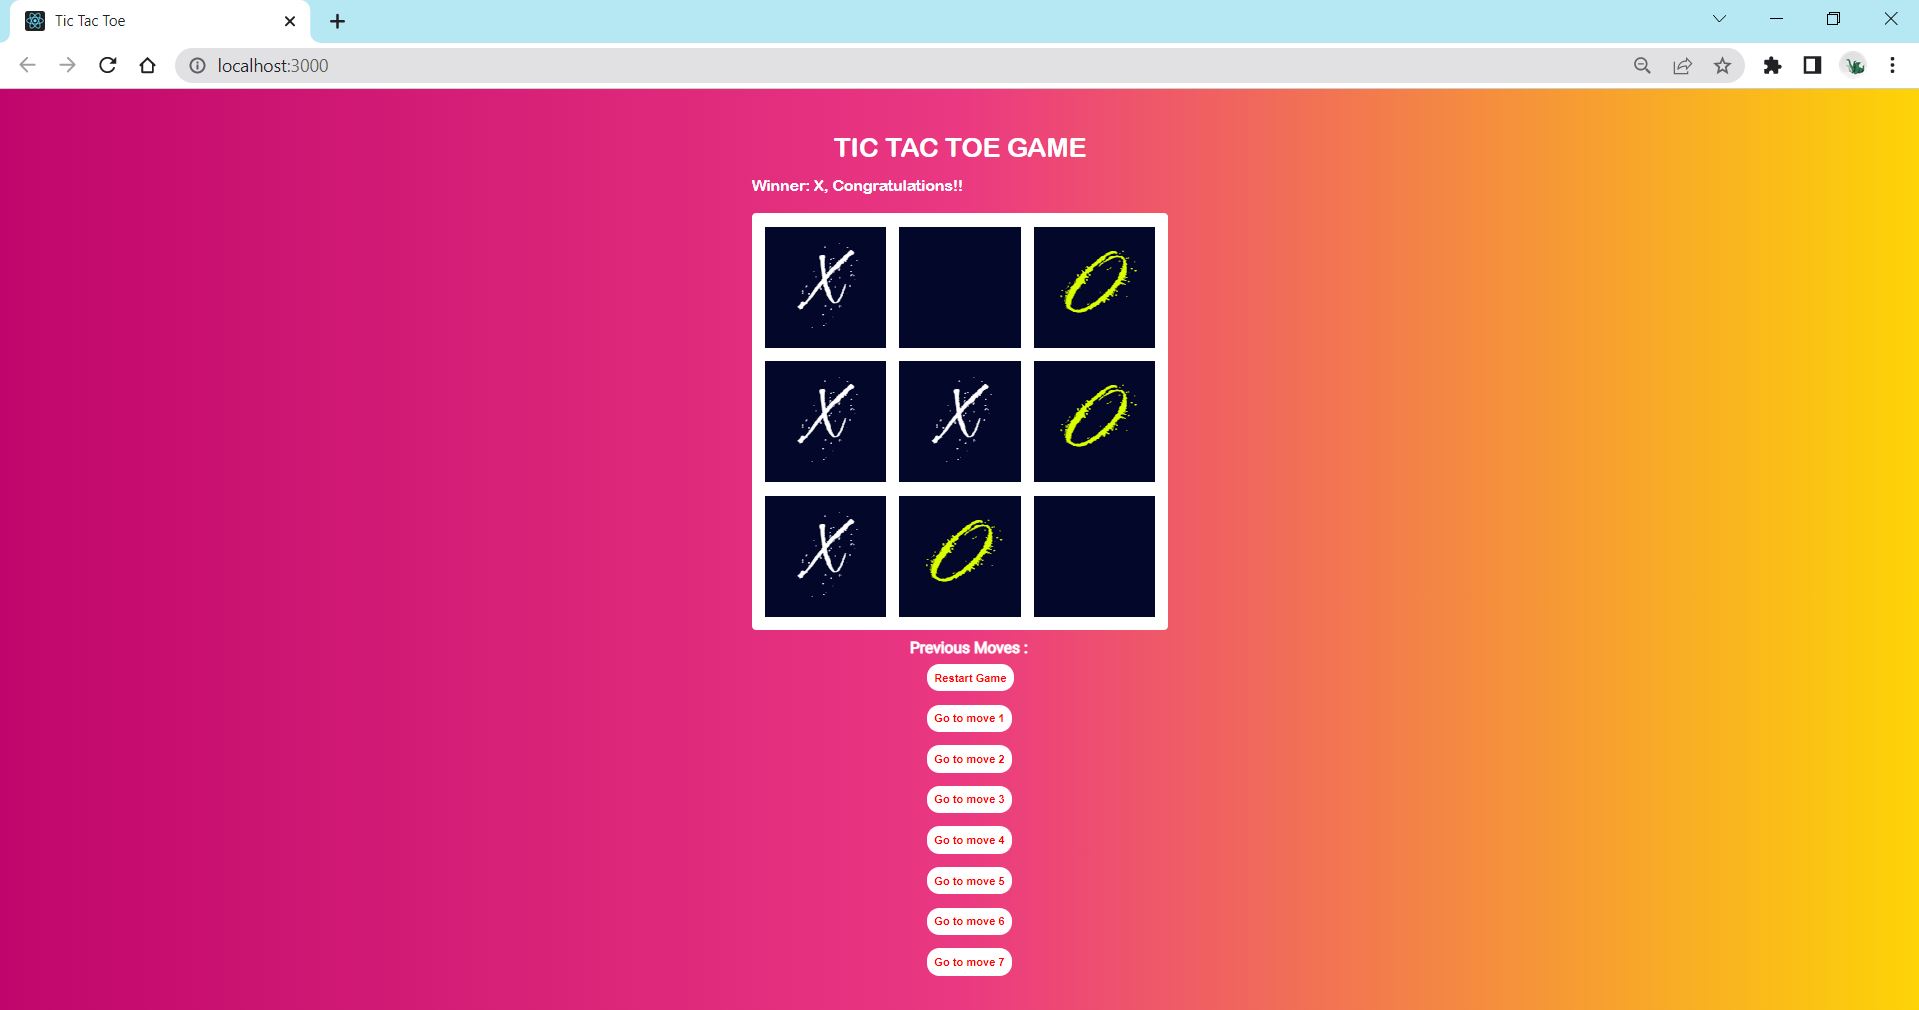 Tic Tac Toe
localhost:3000
TIC TAC TOE GAME
Winner: X, Congratulations!!
X O
X X O
X O
Previous Moves :
Restart Game
Go to move 1
Go to move 2
Go to move 3
Go to move 4
Go to move 5
Go to move 6
Go to move 7